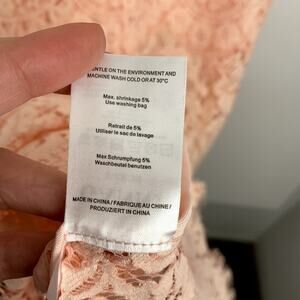 GENTLE ON THE ENVIRONMENT AND
MACHINE WASH COLD OR AT 30°C
Max. shrinkage 5%
Use washing bag
Retrait de 5%
Utiliser le sac de lavage
Max Schrumpfung 5%
Waschbeutel benutzen
MADE IN CHINA / FABRIQUE AU CHINE /
PRODUZIERT IN CHINA